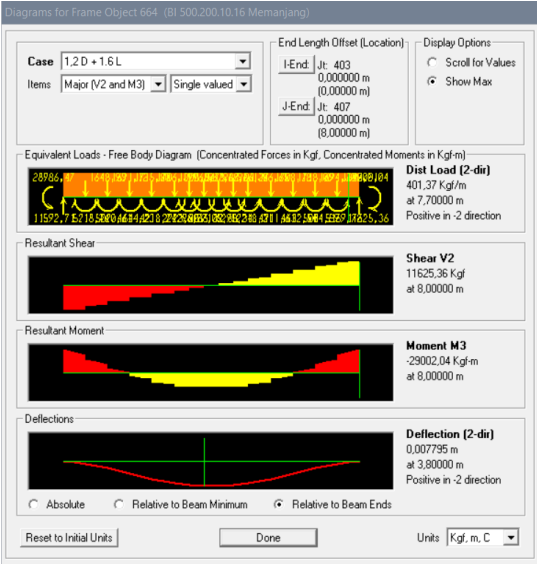 Diagrams for Frame Object 664 (BI 500.200.10.16 Memanjang)
Case 1,2 D + 1.6 L
Items Major (V2 and M3) Single valued
End Length Offset (Location)
I-End: Jt: 403
0,000000 m
(0,00000 m)
J-End: Jt: 407
0,000000 m
(8,00000 m)
Display Options
Scroll for Values
Show Max
Equivalent Loads - Free Body Diagram (Concentrated Forces in Kgf, Concentrated Moments in Kgf-m)
28986,47
Dist Load (2-dir)
401,37 Kgf/m
at 7,70000 m
Positive in -2 direction
Resultant Shear
Shear V2
11625,36 Kgf
at 8,00000 m
Resultant Moment
Moment M3
-29002,04 Kgf-m
at 8,00000 m
Deflections
Deflection (2-dir)
0,007795 m
at 3,80000 m
Positive in -2 direction
Absolute Relative to Beam Minimum Relative to Beam Ends
Reset to Initial Units Done Units Kgf, m, C